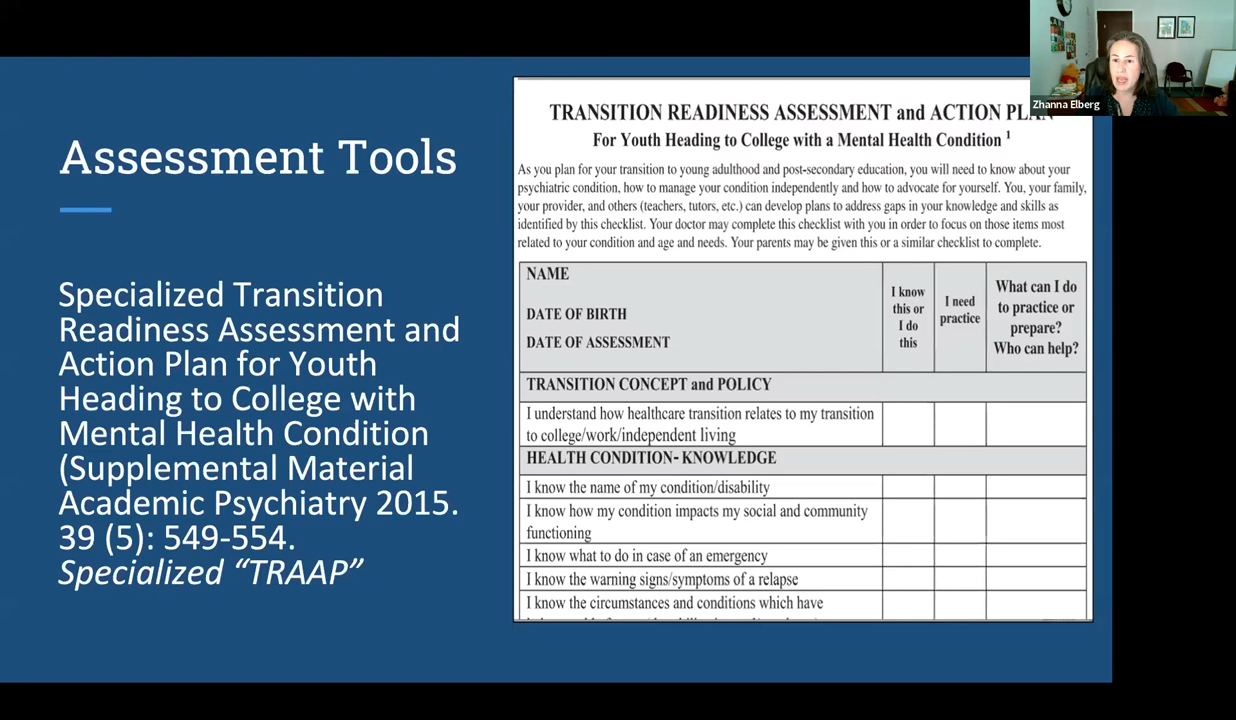 Zhanna Elberg
Assessment Tools
Specialized Transition
Readiness Assessment and
Action Plan for Youth
Heading to College with
Mental Health Condition
(Supplemental Material
Academic Psychiatry 2015.
39 (5): 549-554.
Specialized “TRAAP”
TRANSITION READINESS ASSESSMENT and ACTION PLAN
For Youth Heading to College with a Mental Health Condition 1
As you plan for your transition to young adulthood and post-secondary education, you will need to know about your
psychiatric condition, how to manage your condition independently and how to advocate for yourself. You, your family,
your provider, and others (teachers, tutors, etc.) can develop plans to address gaps in your knowledge and skills as
identified by this checklist. Your doctor may complete this checklist with you in order to focus on those items most
related to your condition and age and needs. Your parents may be given this or a similar checklist to complete.
NAME
DATE OF BIRTH
DATE OF ASSESSMENT
I know
this or
I do
this
I need
practice
What can I do
to practice or
prepare?
Who can help?
TRANSITION CONCEPT and POLICY
I understand how healthcare transition relates to my transition
to college/work/independent living
HEALTH CONDITION- KNOWLEDGE
I know the name of my condition/disability
I know how my condition impacts my social and community
functioning
I know what to do in case of an emergency
I know the warning signs/symptoms of a relapse
I know the circumstances and conditions which have